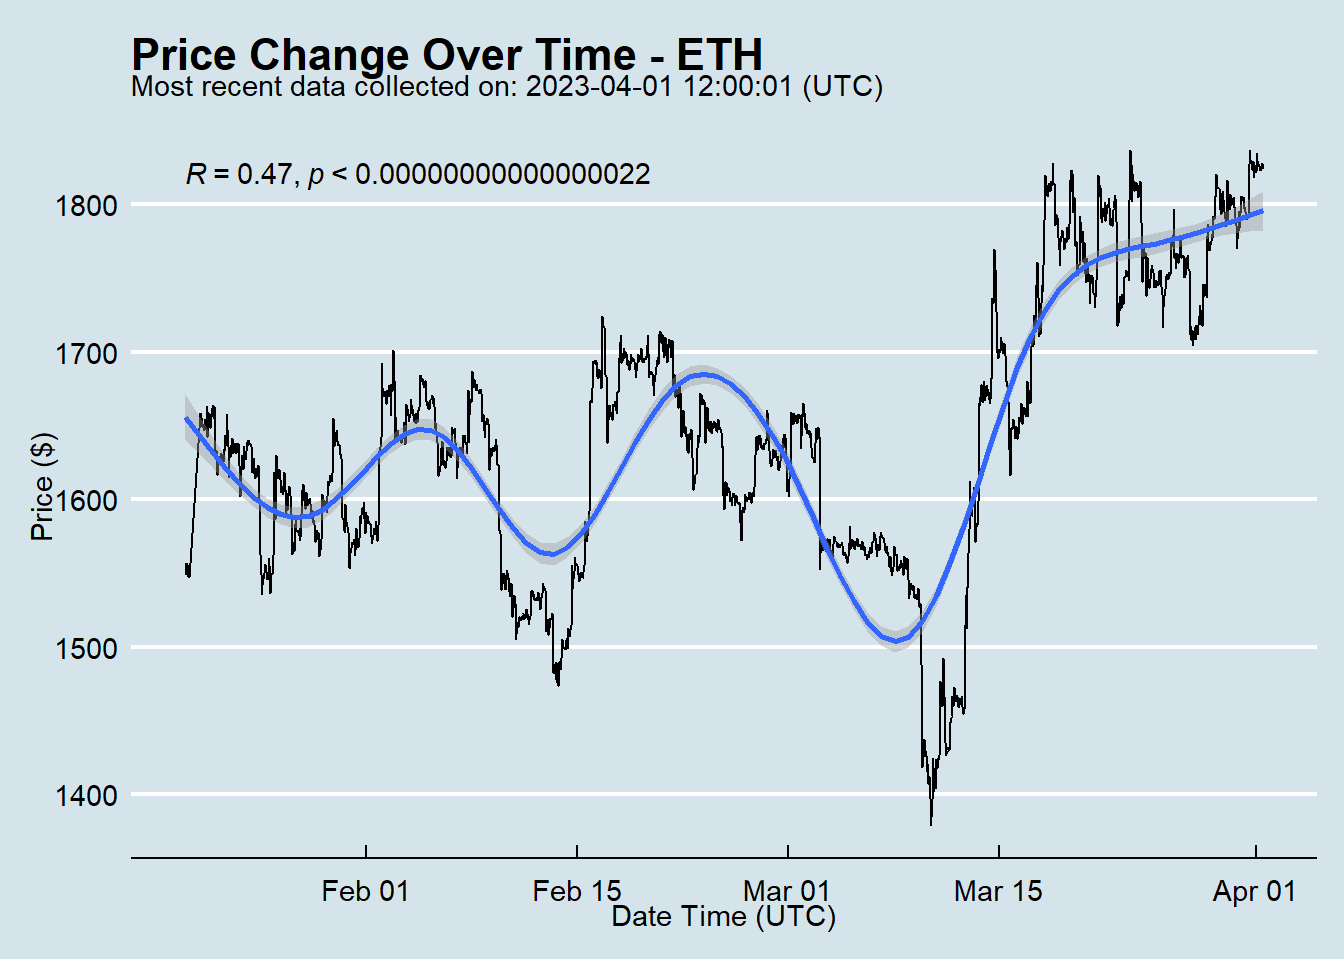 Price Change Over Time - ETH
Most recent data collected on: 2023-04-01 12:00:01 (UTC)
R = 0.47, p < 0.00000000000000022
1800
1700
1600
1500
1400
Price ($)
Feb 01
Feb 15
Mar 01
Mar 15
Apr 01
Date Time (UTC)